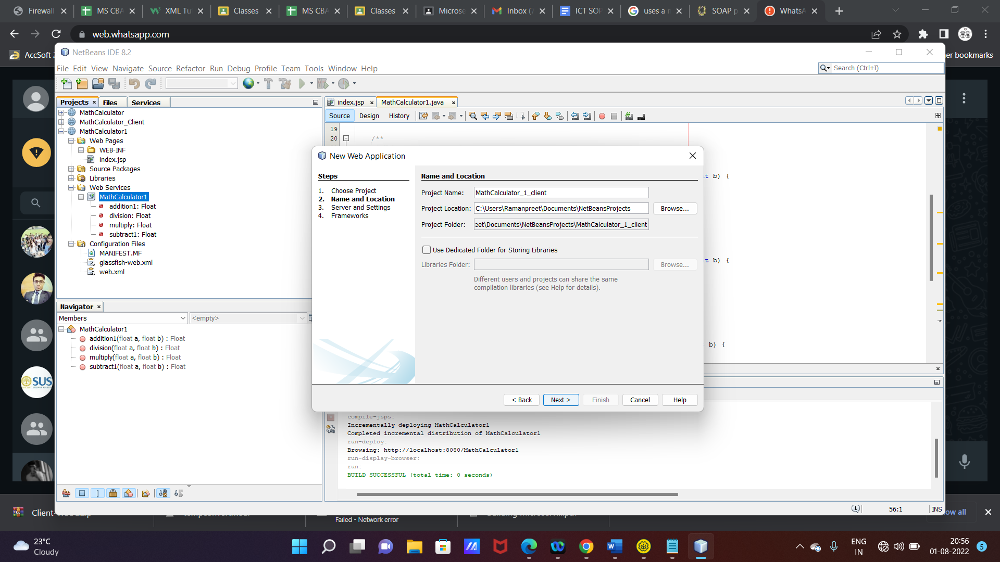 Firewall
MS CBA
XML Tu
Classes
MS CBA
Classes
Microse
Inbox (7
ICT SOP
uses a n
SOAP p
WhatsA
web.whatsapp.com
AccSoft 2
er bookmarks
NetBeans IDE 8.2
File Edit View Navigate Source Refactor Run Debug Profile Team Tools Window Help
Search (Ctrl+I)
Projects
Files
Services
MathCalculator
MathCalculator_Client
MathCalculator1
Web Pages
WEB-INF
index.jsp
Source Packages
Libraries
Web Services
MathCalculator1
addition1: Float
division: Float
multiply: Float
subtract1: Float
Configuration Files
MANIFEST.MF
glassfish-web.xml
web.xml
Navigator
Members
<empty>
MathCalculator1
addition1(float a, float b) : Float
division(float a, float b) : Float
multiply(float a, float b) : Float
subtract1(float a, float b) : Float
index.jsp
MathCalculator1.java
Source Design History
19
20 /**
t b) {
t b) {
b) {
New Web Application
Steps
1. Choose Project
2. Name and Location
3. Server and Settings
4. Frameworks
Name and Location
Project Name: MathCalculator_1_client
Project Location: C:\Users\Ramanpreet\Documents\NetBeansProjects Browse...
Project Folder: eet\Documents\NetBeansProjects\MathCalculator_1_client
Use Dedicated Folder for Storing Libraries
Libraries Folder: Browse...
Different users and projects can share the same
compilation libraries (see Help for details).
< Back Next > Finish Cancel Help
compile-jsps:
Incrementally deploying MathCalculator1
Completed incremental distribution of MathCalculator1
run-deploy:
Browsing: http://localhost:8080/MathCalculator1
run-display-browser:
run:
BUILD SUCCESSFUL (total time: 0 seconds)
1
56:1
INS
SUS
Client-
Failed - Network error
ow all
23°C
Cloudy
ENG
IN
20:56
01-08-2022
5